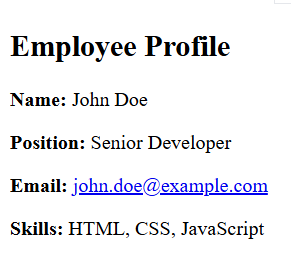 Employee Profile
Name: John Doe
Position: Senior Developer
Email: john.doe@example.com
Skills: HTML, CSS, JavaScript